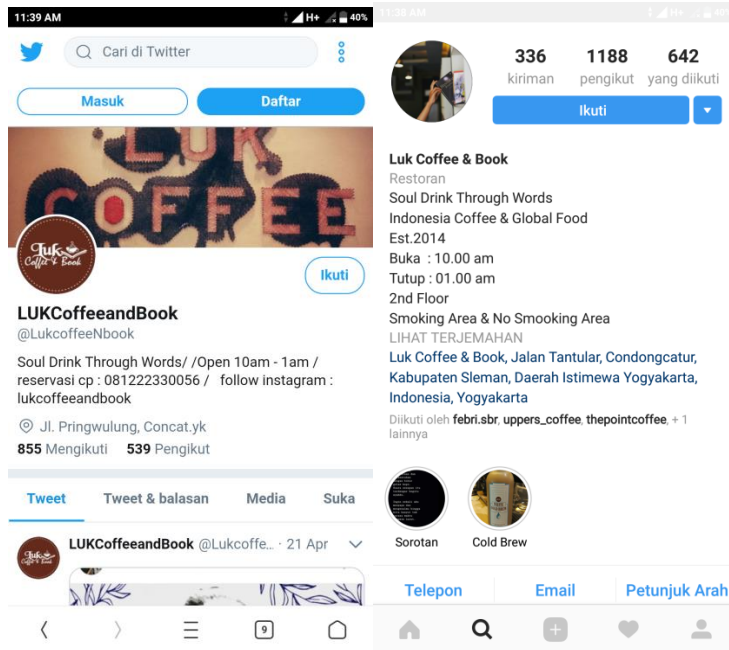 11:39 AM
H+
40%
Cari di Twitter
Masuk
Daftar
LUK
COFFEE
Luk
Coffee & Book
Ikuti
LUKCoffeeandBook
@LukcoffeeNbook
Soul Drink Through Words/ /Open 10am - 1am /
reservasi cp : 081222330056 / follow instagram :
lukcoffeeandbook
Jl. Pringwulung, Concat.yk
855 Mengikuti 539 Pengikut
Tweet Tweet & balasan Media Suka
LUKCoffeeandBook @Lukcoffe… · 21 Apr
Luk
Coffee & Book
9
11:38 AM
H+
40%
336 1188 642
kiriman pengikut yang diikuti
Ikuti
Luk Coffee & Book
Restoran
Soul Drink Through Words
Indonesia Coffee & Global Food
Est.2014
Buka : 10.00 am
Tutup : 01.00 am
2nd Floor
Smoking Area & No Smooking Area
LIHAT TERJEMAHAN
Luk Coffee & Book, Jalan Tantular, Condongcatur,
Kabupaten Sleman, Daerah Istimewa Yogyakarta,
Indonesia, Yogyakarta
Diikuti oleh febri.sbr, uppers_coffee, thepointcoffee, + 1
lainnya
Sorotan Cold Brew
Telepon Email Petunjuk Arah